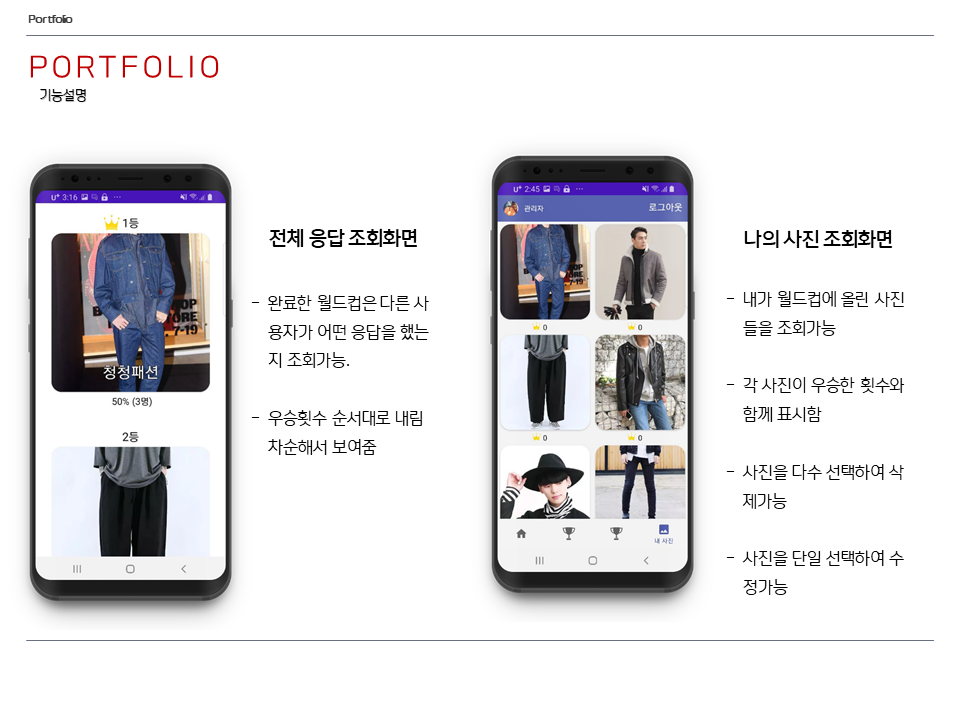 Portfolio
PORTFOLIO
기능설명
U+ 3:16
1등
청청패션
50% (3명)
2등
전체 응답 조회화면
- 완료한 월드컵은 다른 사
용자가 어떤 응답을 했는
지 조회가능.
- 우승횟수 순서대로 내림
차순해서 보여줌
U+ 2:45
관리자
로그아웃
7-19
0
0
0
0
내 사진
나의 사진 조회화면
- 내가 월드컵에 올린 사진
들을 조회가능
- 각 사진이 우승한 횟수와
함께 표시함
- 사진을 다수 선택하여 삭
제가능
- 사진을 단일 선택하여 수
정가능